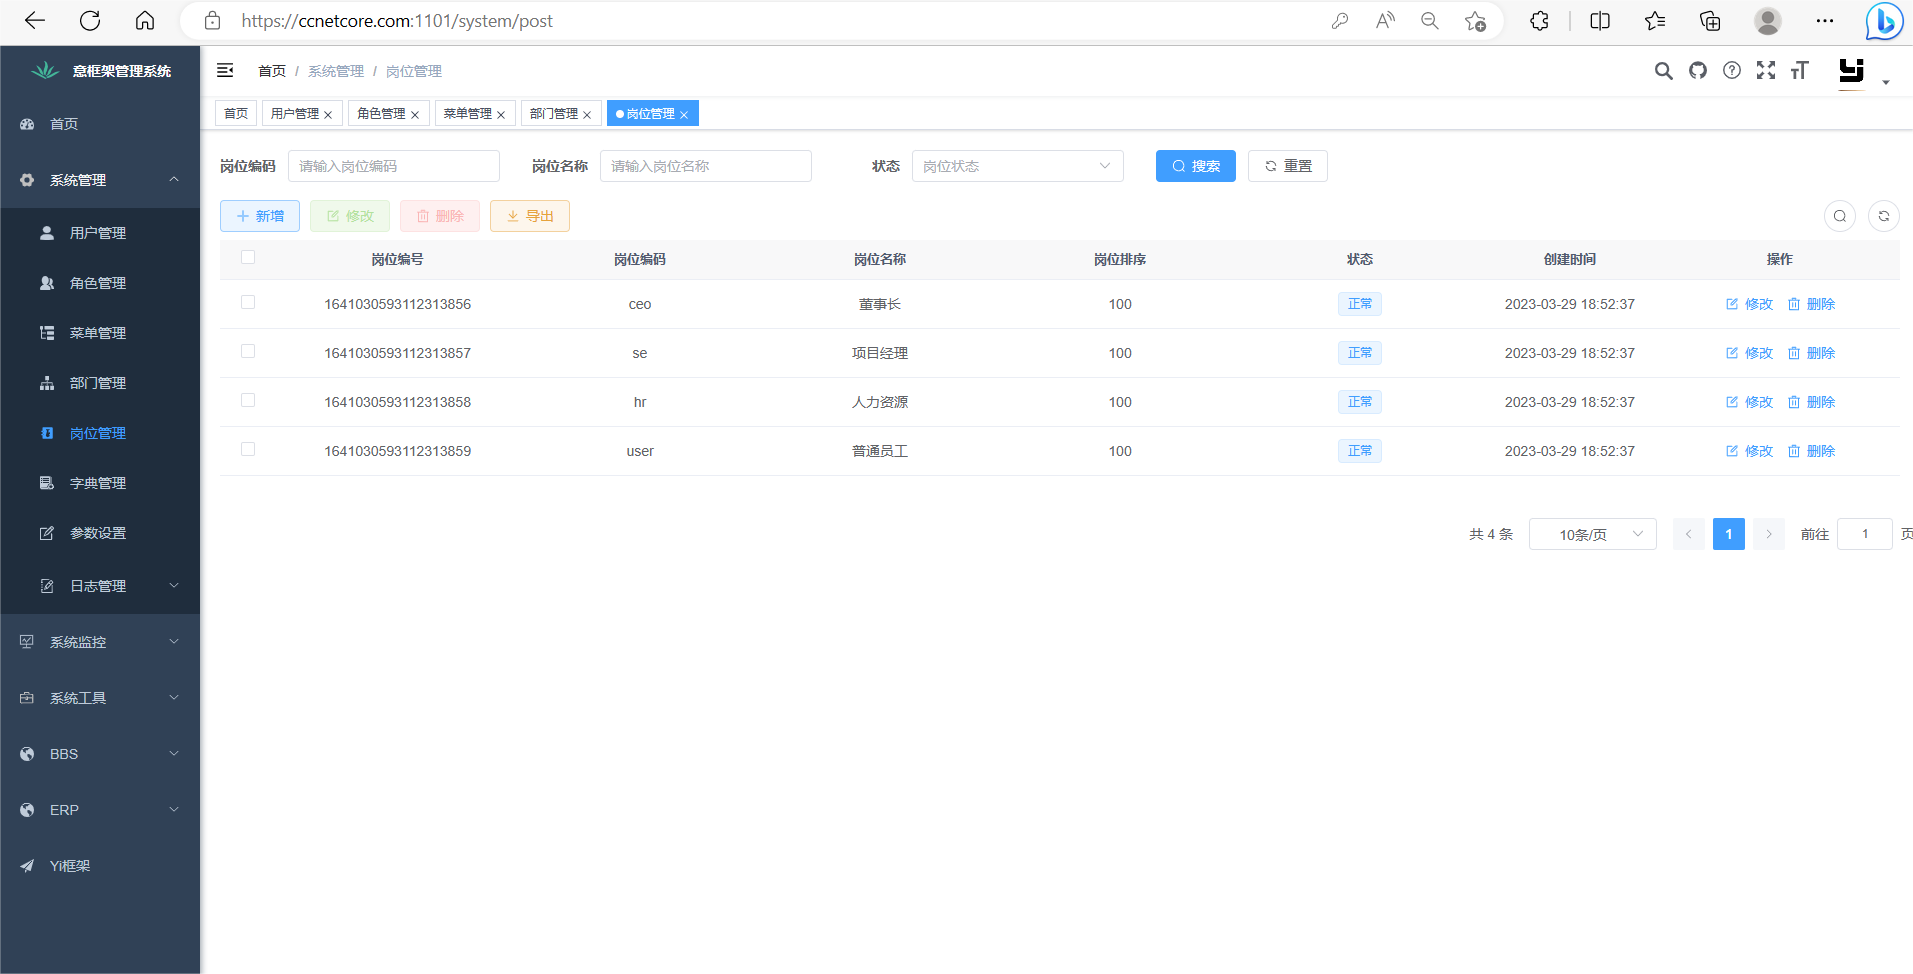 https://ccnetcore.com:1101/system/post
意框架管理系统
首页
系统管理
用户管理
角色管理
菜单管理
部门管理
岗位管理
字典管理
参数设置
日志管理
系统监控
系统工具
BBS
ERP
Yi框架
首页 / 系统管理 / 岗位管理
首页 用户管理 角色管理 菜单管理 部门管理 岗位管理
岗位编码 请输入岗位编码 岗位名称 请输入岗位名称 状态 岗位状态 搜索 重置
新增 修改 删除 导出
岗位编号 岗位编码 岗位名称 岗位排序 状态 创建时间 操作
1641030593112313856 ceo 董事长 100 正常 2023-03-29 18:52:37 修改 删除
1641030593112313857 se 项目经理 100 正常 2023-03-29 18:52:37 修改 删除
1641030593112313858 hr 人力资源 100 正常 2023-03-29 18:52:37 修改 删除
1641030593112313859 user 普通员工 100 正常 2023-03-29 18:52:37 修改 删除
共 4 条 10条/页 1 前往 1 页